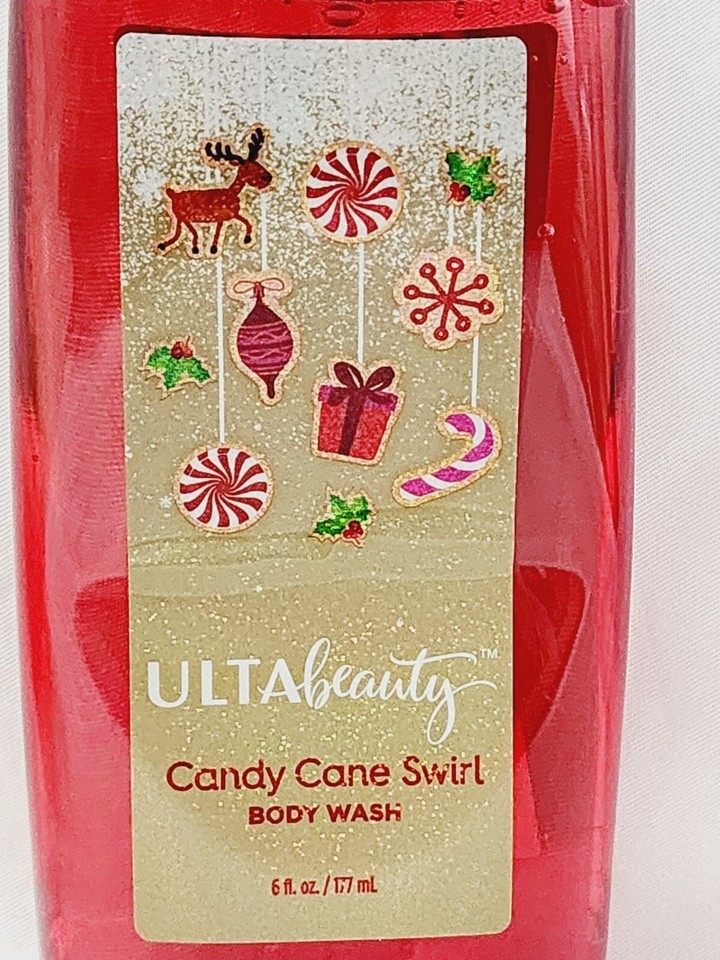 ULTAbeauty™
Candy Cane Swirl
BODY WASH
6 fl. oz. / 177 mL